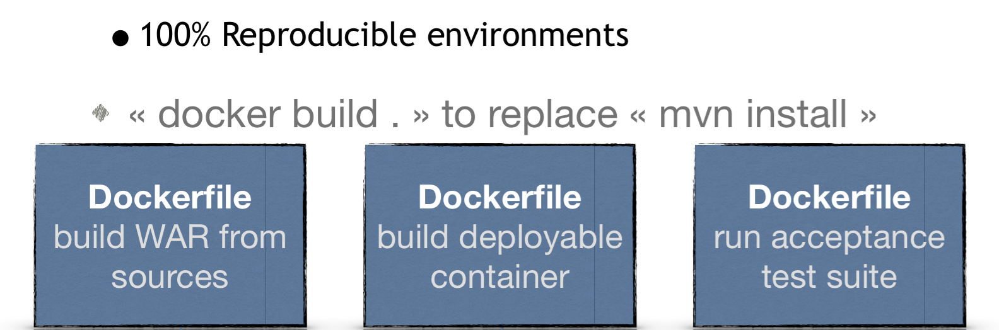 ● 100% Reproducible environments
« docker build . » to replace « mvn install »
Dockerfile
build WAR from
sources
Dockerfile
build deployable
container
Dockerfile
run acceptance
test suite